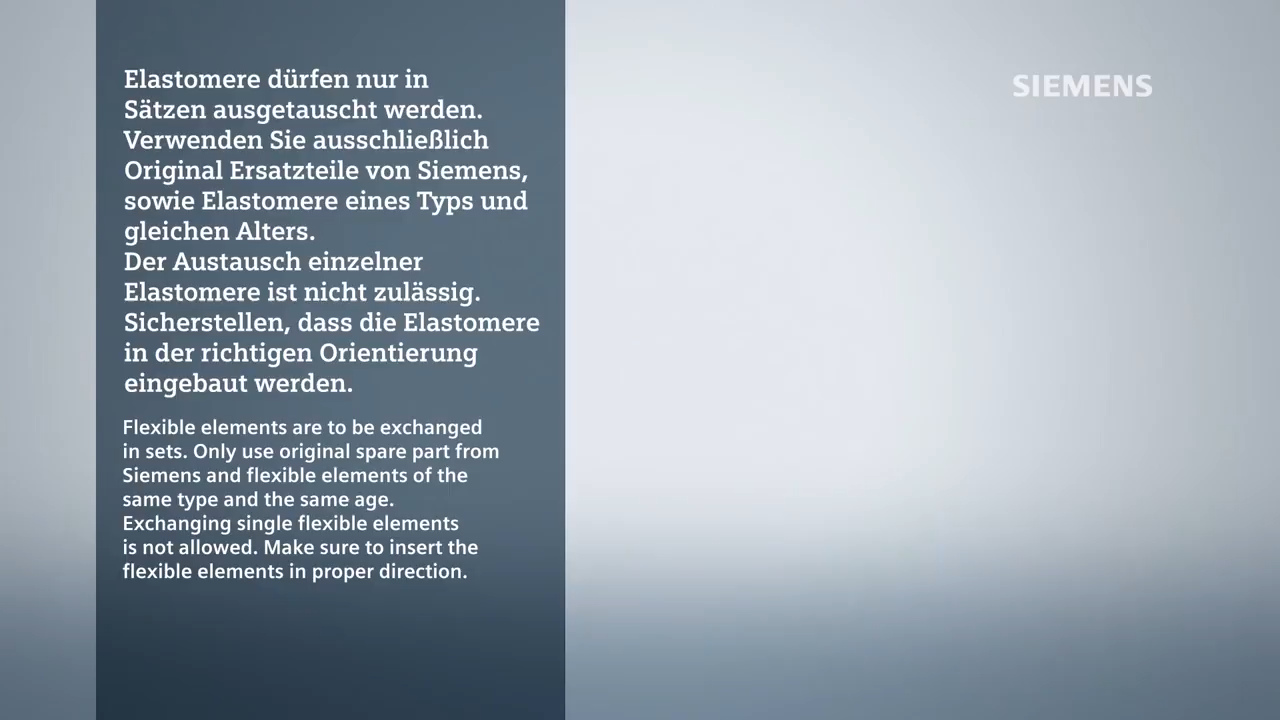 Elastomere dürfen nur in
Sätzen ausgetauscht werden.
Verwenden Sie ausschließlich
Original Ersatzteile von Siemens,
sowie Elastomere eines Typs und
gleichen Alters.
Der Austausch einzelner
Elastomere ist nicht zulässig.
Sicherstellen, dass die Elastomere
in der richtigen Orientierung
eingebaut werden.
Flexible elements are to be exchanged
in sets. Only use original spare part from
Siemens and flexible elements of the
same type and the same age.
Exchanging single flexible elements
is not allowed. Make sure to insert the
flexible elements in proper direction.
SIEMENS